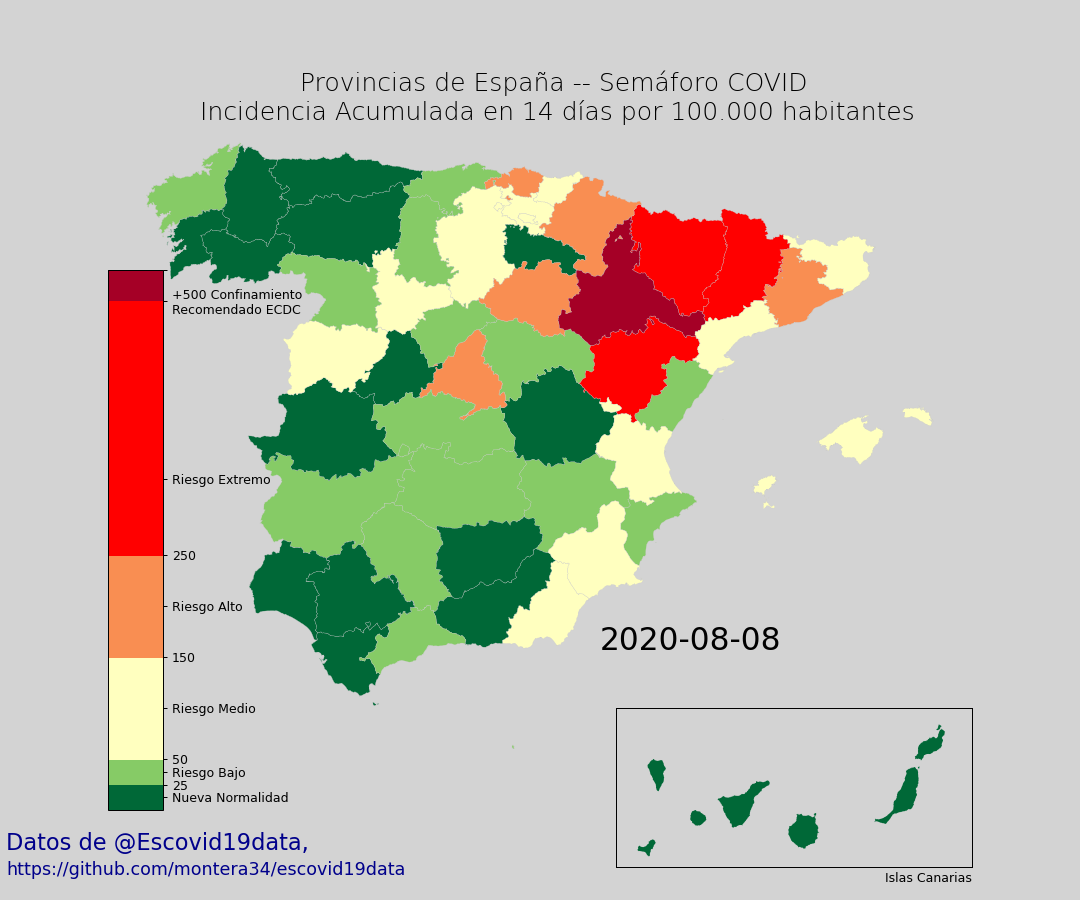 Provincias de España -- Semáforo COVID
Incidencia Acumulada en 14 días por 100.000 habitantes
+500 Confinamiento
Recomendado ECDC
Riesgo Extremo
250
Riesgo Alto
150
Riesgo Medio
50
Riesgo Bajo
25
Nueva Normalidad
2020-08-08
Islas Canarias
Datos de @Escovid19data,
https://github.com/montera34/escovid19data